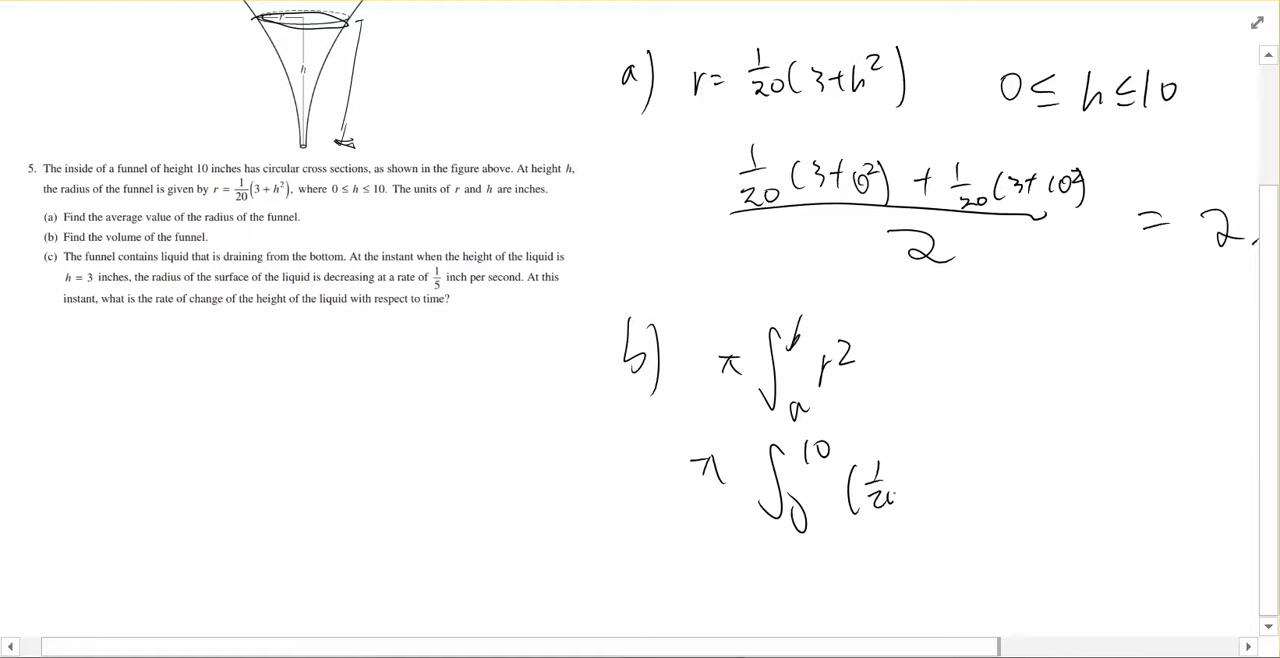 r
h
5. The inside of a funnel of height 10 inches has circular cross sections, as shown in the figure above. At height h,
the radius of the funnel is given by r = 1/20 (3 + h²), where 0 ≤ h ≤ 10. The units of r and h are inches.
(a) Find the average value of the radius of the funnel.
(b) Find the volume of the funnel.
(c) The funnel contains liquid that is draining from the bottom. At the instant when the height of the liquid is
h = 3 inches, the radius of the surface of the liquid is decreasing at a rate of 1/5 inch per second. At this
instant, what is the rate of change of the height of the liquid with respect to time?
a) r = 1/20 (3+h²) 0 ≤ h ≤ 10
1/20 (3+0²) + 1/20 (3+10²)
2
= 2.
b) π ∫_a^b r²
π ∫_0^10 (1/20